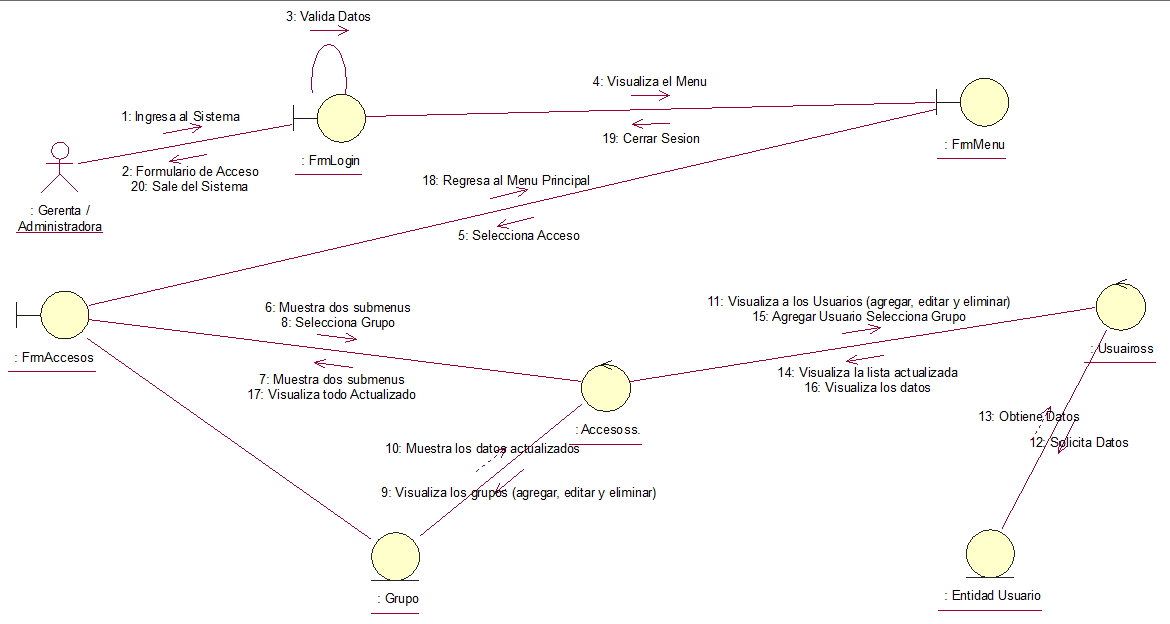 3: Valida Datos
4: Visualiza el Menu
1: Ingresa al Sistema
19: Cerrar Sesion
: FrmMenu
: FrmLogin
2: Formulario de Acceso
20: Sale del Sistema
18: Regresa al Menu Principal
: Gerenta /
Administradora
5: Selecciona Acceso
6: Muestra dos submenus
8: Selecciona Grupo
11: Visualiza a los Usuarios (agregar, editar y eliminar)
15: Agregar Usuario Selecciona Grupo
: FrmAccesos
: Usuaiross
7: Muestra dos submenus
17: Visualiza todo Actualizado
14: Visualiza la lista actualizada
16: Visualiza los datos
: Accesoss.
13: Obtiene Datos
12: Solicita Datos
10: Muestra los datos actualizados
9: Visualiza los grupos (agregar, editar y eliminar)
: Grupo
: Entidad Usuario